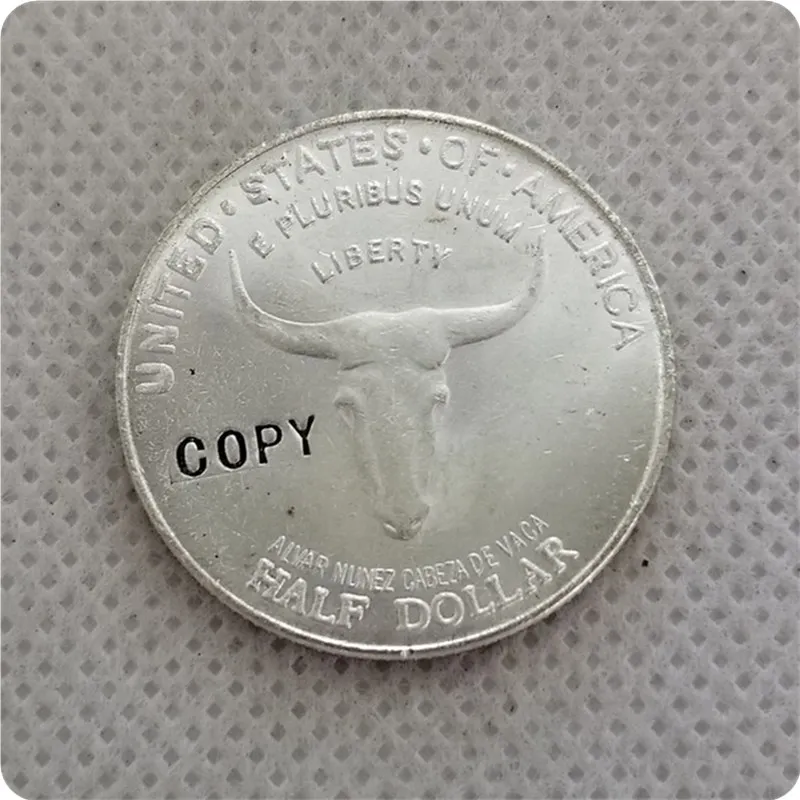 UNITED · STATES · OF · AMERICA
E PLURIBUS UNUM
LIBERTY
COPY
ALVAR NUNEZ CABEZA DE VACA
HALF DOLLAR